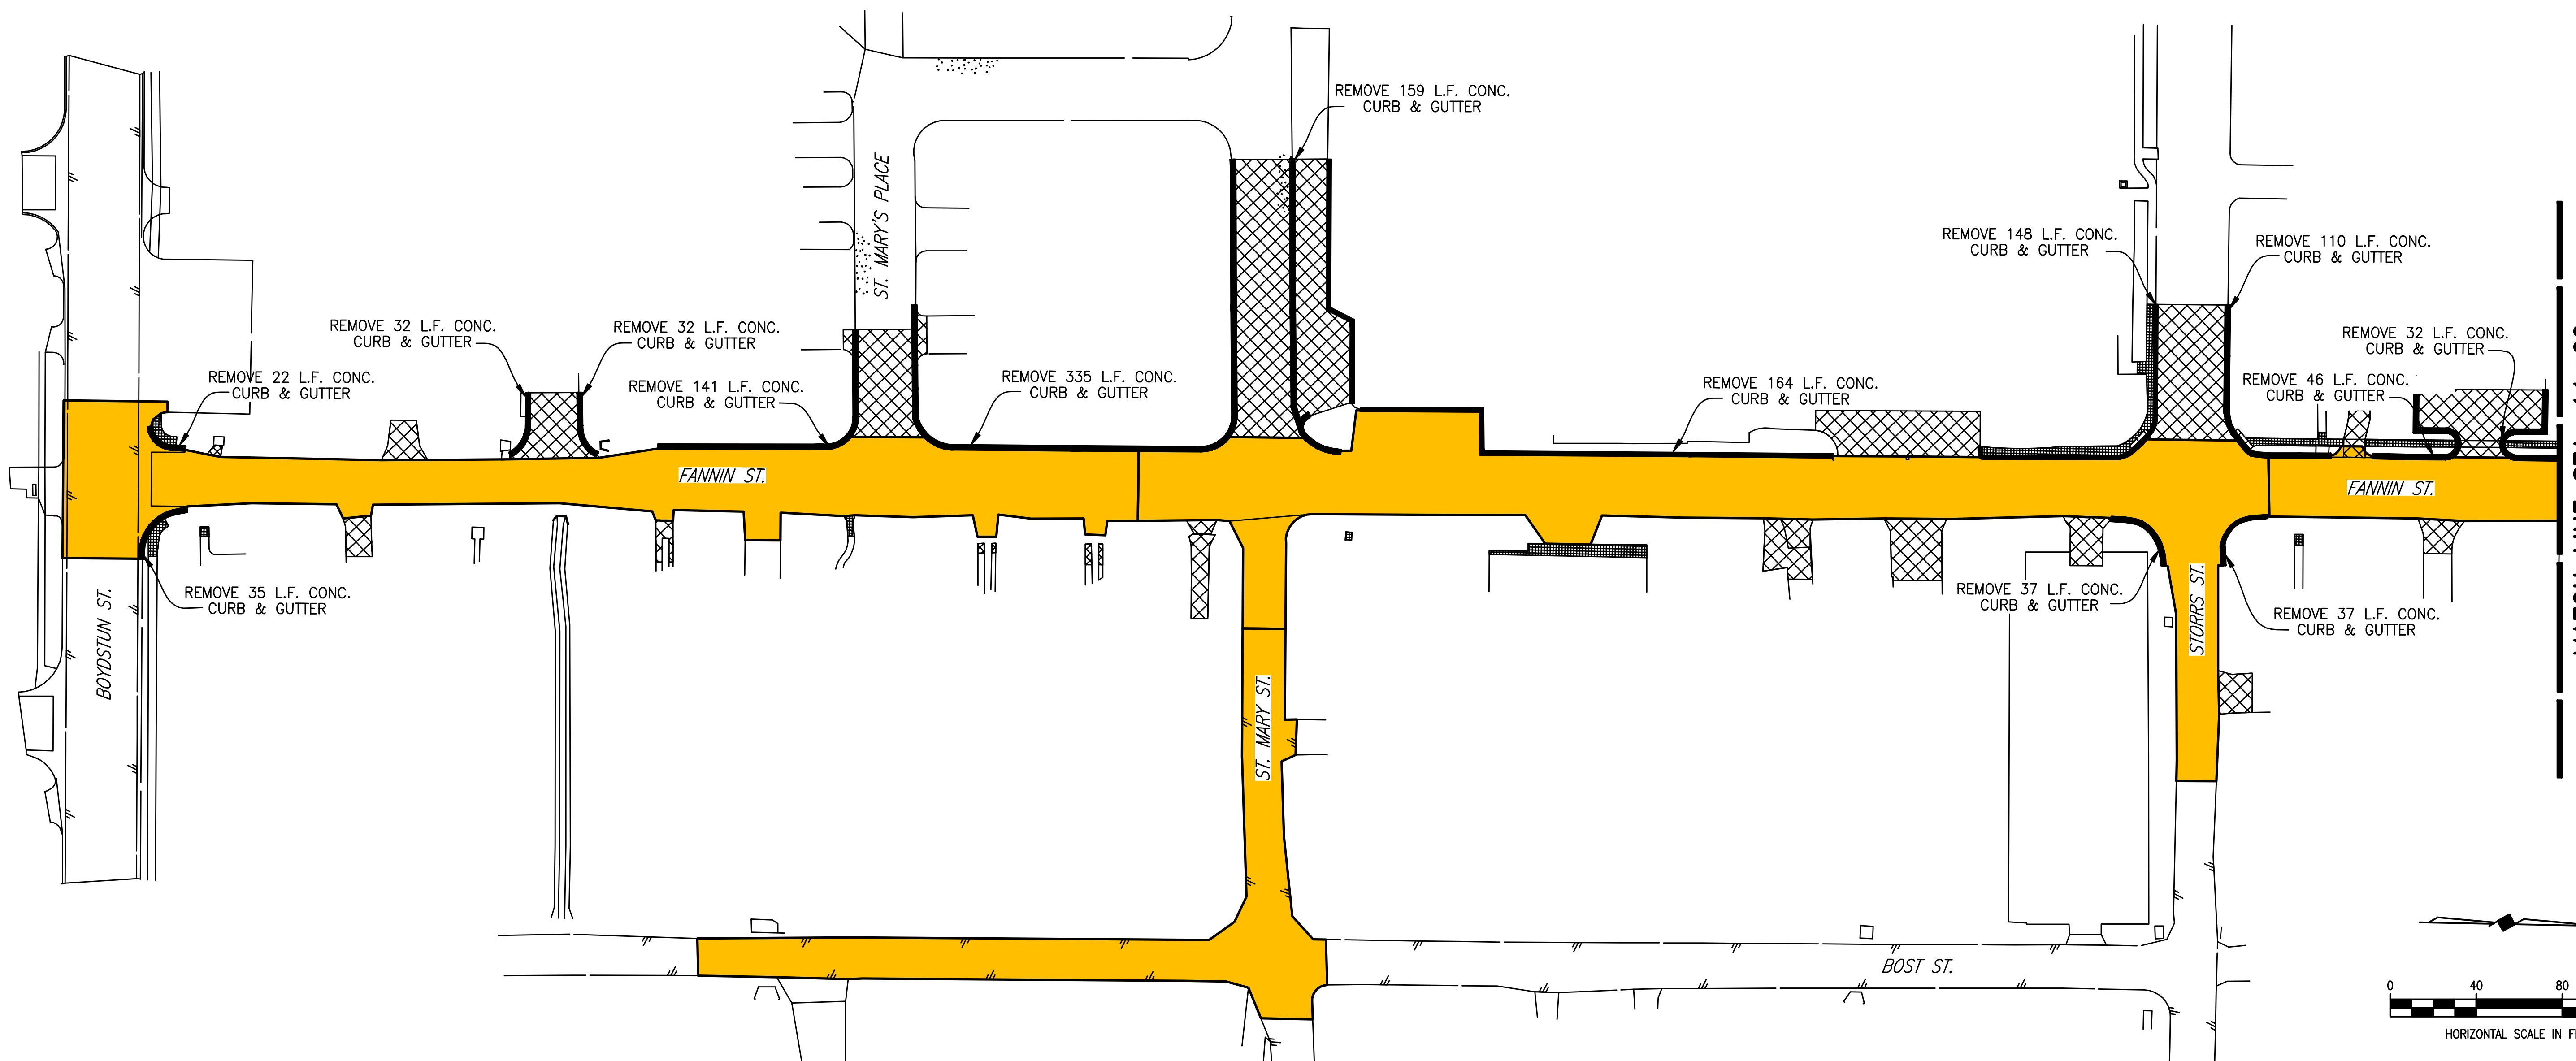 REMOVE 159 L.F. CONC.
CURB & GUTTER
ST. MARY'S PLACE
REMOVE 148 L.F. CONC.
CURB & GUTTER
REMOVE 110 L.F. CONC.
CURB & GUTTER
REMOVE 32 L.F. CONC.
CURB & GUTTER
REMOVE 32 L.F. CONC.
CURB & GUTTER
REMOVE 32 L.F. CONC.
CURB & GUTTER
REMOVE 22 L.F. CONC.
CURB & GUTTER
REMOVE 141 L.F. CONC.
CURB & GUTTER
REMOVE 335 L.F. CONC.
CURB & GUTTER
REMOVE 164 L.F. CONC.
CURB & GUTTER
REMOVE 46 L.F. CONC.
CURB & GUTTER
FANNIN ST.
FANNIN ST.
REMOVE 35 L.F. CONC.
CURB & GUTTER
REMOVE 37 L.F. CONC.
CURB & GUTTER
REMOVE 37 L.F. CONC.
CURB & GUTTER
BOYDSTUN ST.
STORRS ST.
ST. MARY ST.
BOST ST.
0 40 80
HORIZONTAL SCALE IN